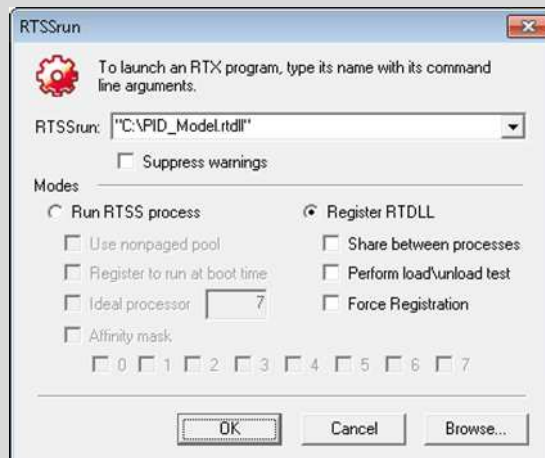 RTSSrun
To launch an RTX program, type its name with its command
line arguments.
RTSSrun: "C:\PID_Model.rtdll"
Suppress warnings
Modes
Run RTSS process
Register RTDLL
Use nonpaged pool
Share between processes
Register to run at boot time
Perform load\unload test
Ideal processor 7
Force Registration
Affinity mask
0 1 2 3 4 5 6 7
OK Cancel Browse...